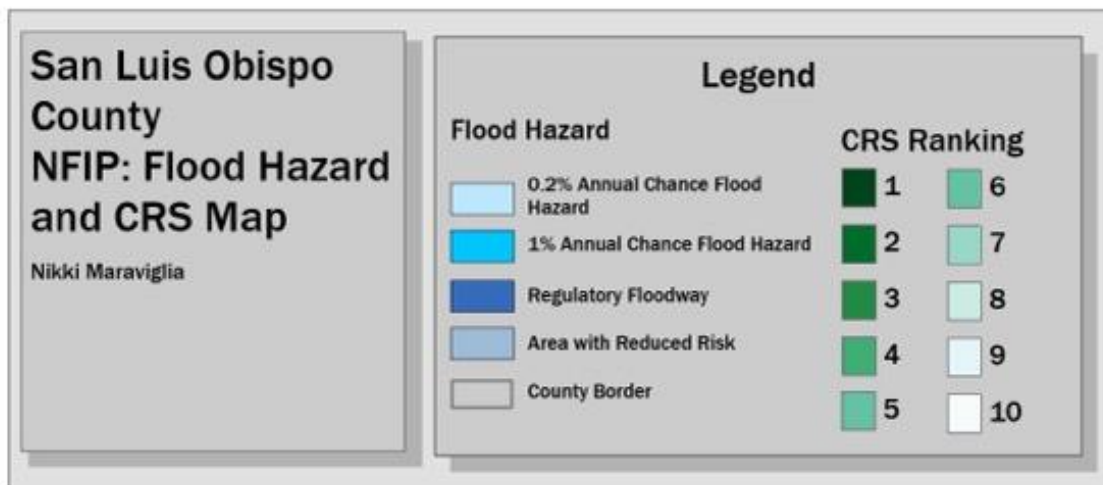 San Luis Obispo
County
NFIP: Flood Hazard
and CRS Map
Nikki Maraviglia
Legend
Flood Hazard
0.2% Annual Chance Flood
Hazard
1% Annual Chance Flood Hazard
Regulatory Floodway
Area with Reduced Risk
County Border
CRS Ranking
1 6
2 7
3 8
4 9
5 10